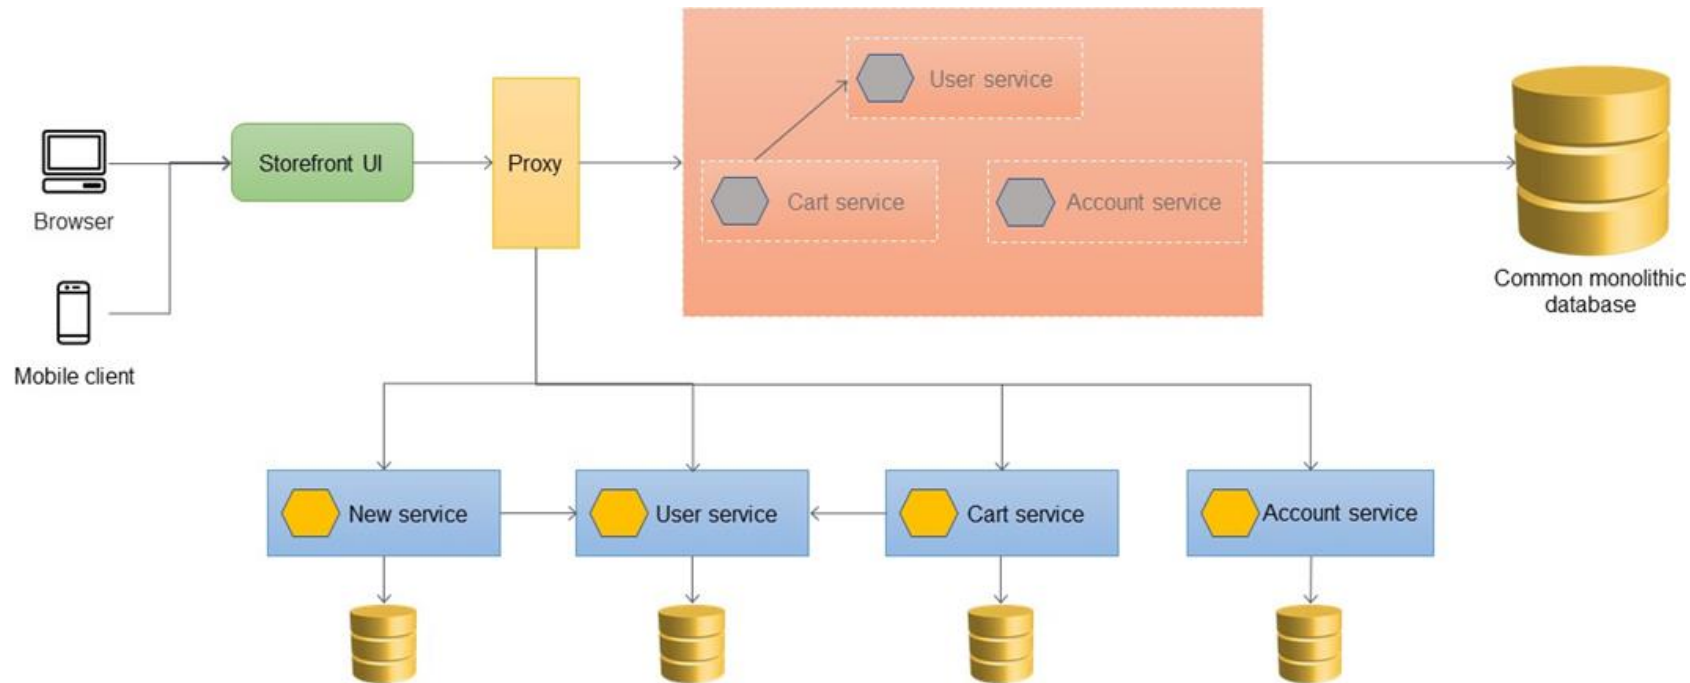 User service
Storefront UI
Proxy
Cart service
Account service
Browser
Common monolithic
database
Mobile client
New service
User service
Cart service
Account service